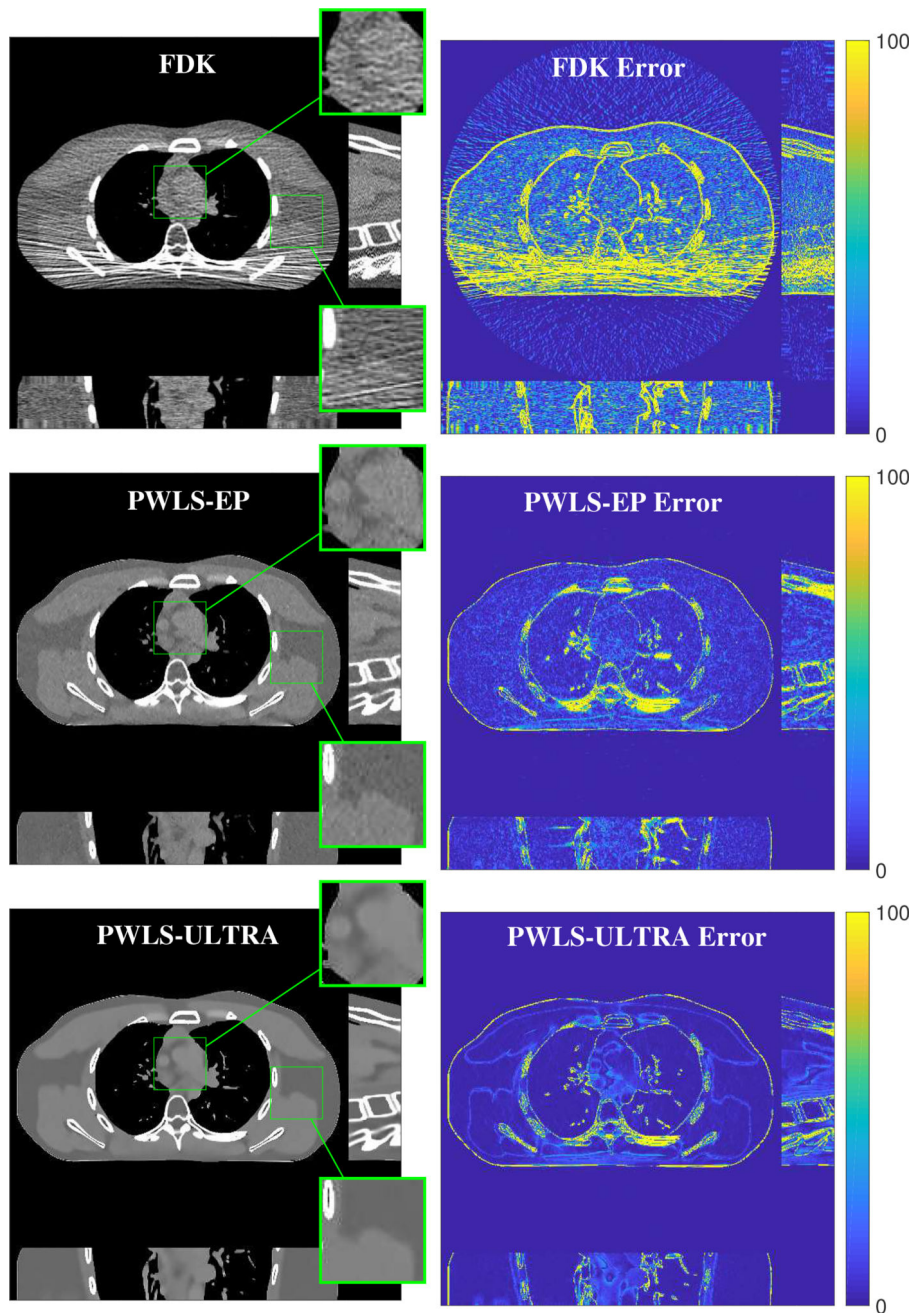 FDK
FDK Error
100
0
PWLS-EP
PWLS-EP Error
100
0
PWLS-ULTRA
PWLS-ULTRA Error
100
0